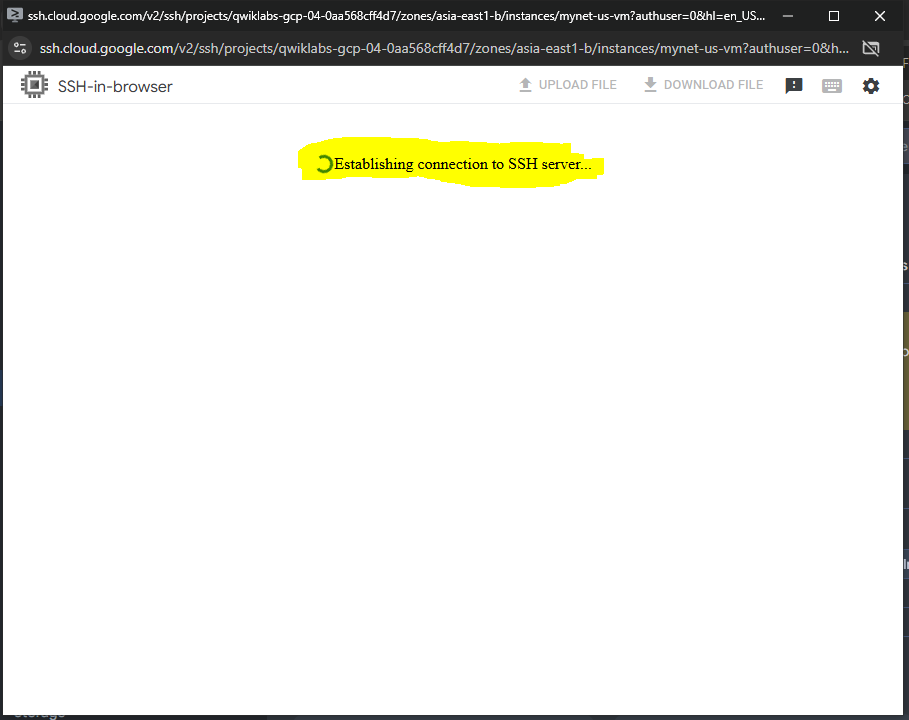 ssh.cloud.google.com/v2/ssh/projects/qwiklabs-gcp-04-0aa568cff4d7/zones/asia-east1-b/instances/mynet-us-vm?authuser=0&hl=en_US...
ssh.cloud.google.com/v2/ssh/projects/qwiklabs-gcp-04-0aa568cff4d7/zones/asia-east1-b/instances/mynet-us-vm?authuser=0&h...
SSH-in-browser UPLOAD FILE DOWNLOAD FILE
Establishing connection to SSH server...